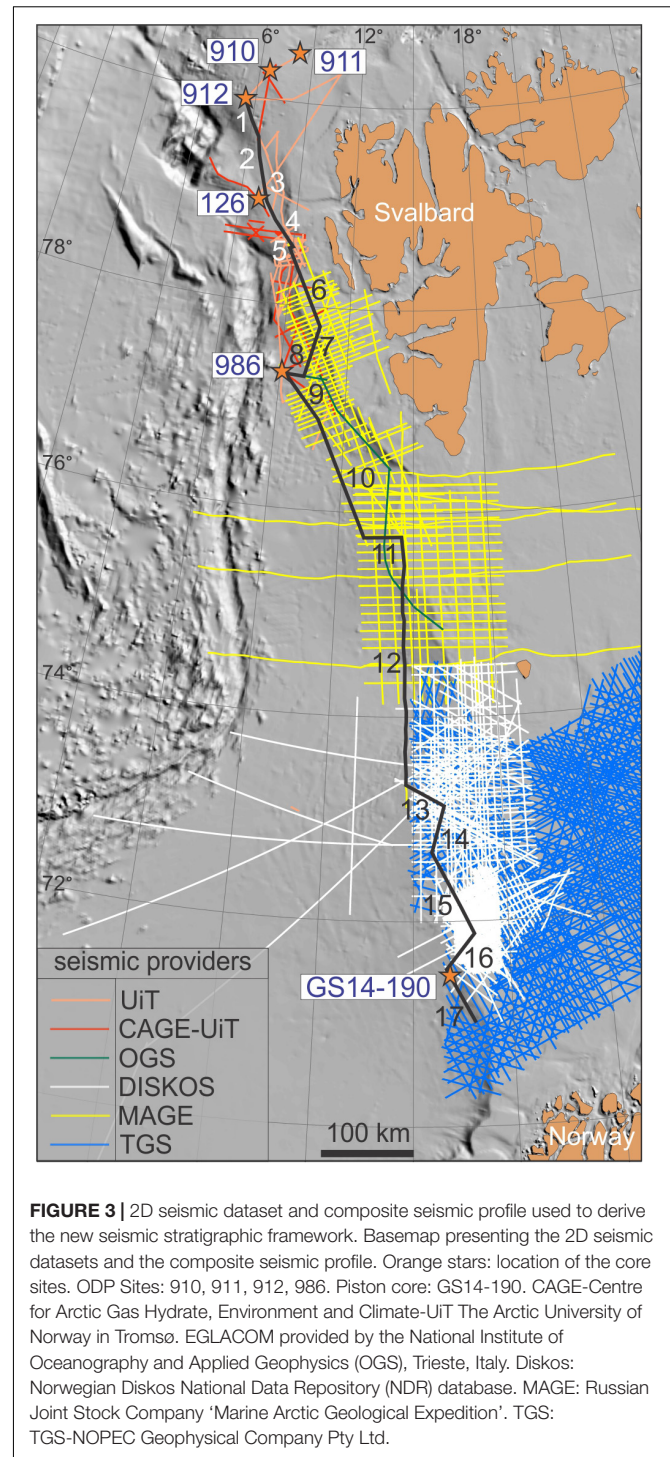 6°
12°
18°
910
911
912
1
2
126
3
Svalbard
4
78°
5
6
7
986
8
9
76°
10
11
74°
12
13
14
72°
15
16
GS14-190
17
seismic providers
UiT
CAGE-UiT
OGS
DISKOS
MAGE
TGS
100 km
Norway
FIGURE 3 | 2D seismic dataset and composite seismic profile used to derive
the new seismic stratigraphic framework. Basemap presenting the 2D seismic
datasets and the composite seismic profile. Orange stars: location of the core
sites. ODP Sites: 910, 911, 912, 986. Piston core: GS14-190. CAGE-Centre
for Arctic Gas Hydrate, Environment and Climate-UiT The Arctic University of
Norway in Tromsø. EGLACOM provided by the National Institute of
Oceanography and Applied Geophysics (OGS), Trieste, Italy. Diskos:
Norwegian Diskos National Data Repository (NDR) database. MAGE: Russian
Joint Stock Company ‘Marine Arctic Geological Expedition’. TGS:
TGS-NOPEC Geophysical Company Pty Ltd.